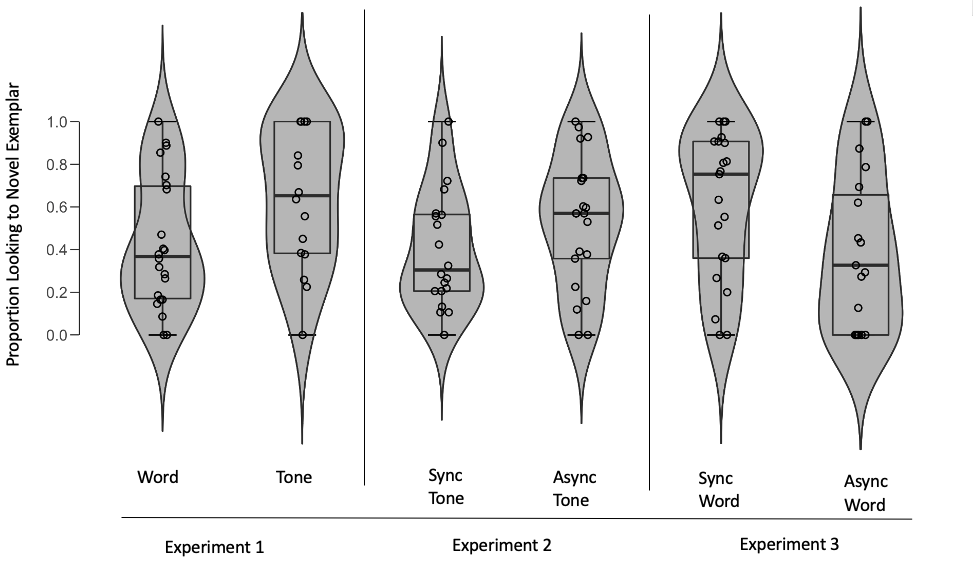 Proportion Looking to Novel Exemplar
1.0
0.8
0.6
0.4
0.2
0.0
Word
Tone
Sync
Tone
Async
Tone
Sync
Word
Async
Word
Experiment 1
Experiment 2
Experiment 3